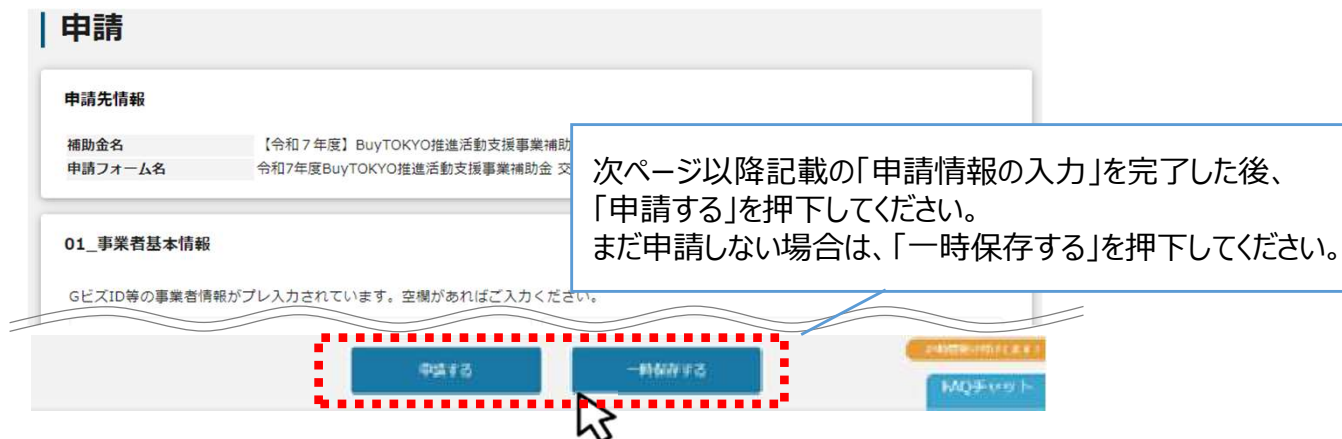 申請
申請先情報
補助金名 【令和７年度】BuyTOKYO推進活動支援事業補助
申請フォーム名 令和7年度BuyTOKYO推進活動支援事業補助金 交
次ページ以降記載の「申請情報の入力」を完了した後、
「申請する」を押下してください。
まだ申請しない場合は、「一時保存する」を押下してください。
01_事業者基本情報
GビズID等の事業者情報がプレ入力されています。空欄があればご入力ください。
申請する 一時保存する
FAQチャット